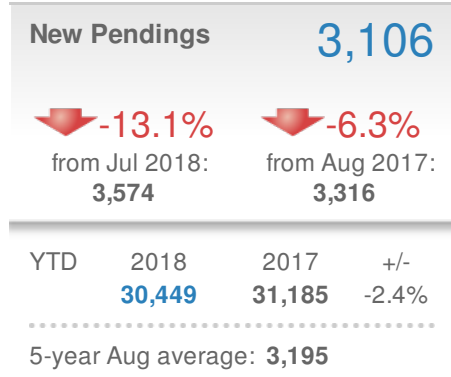 New Pendings 3,106
-13.1% -6.3%
from Jul 2018: from Aug 2017:
3,574 3,316
YTD 2018 2017 +/-
30,449 31,185 -2.4%
5-year Aug average: 3,195